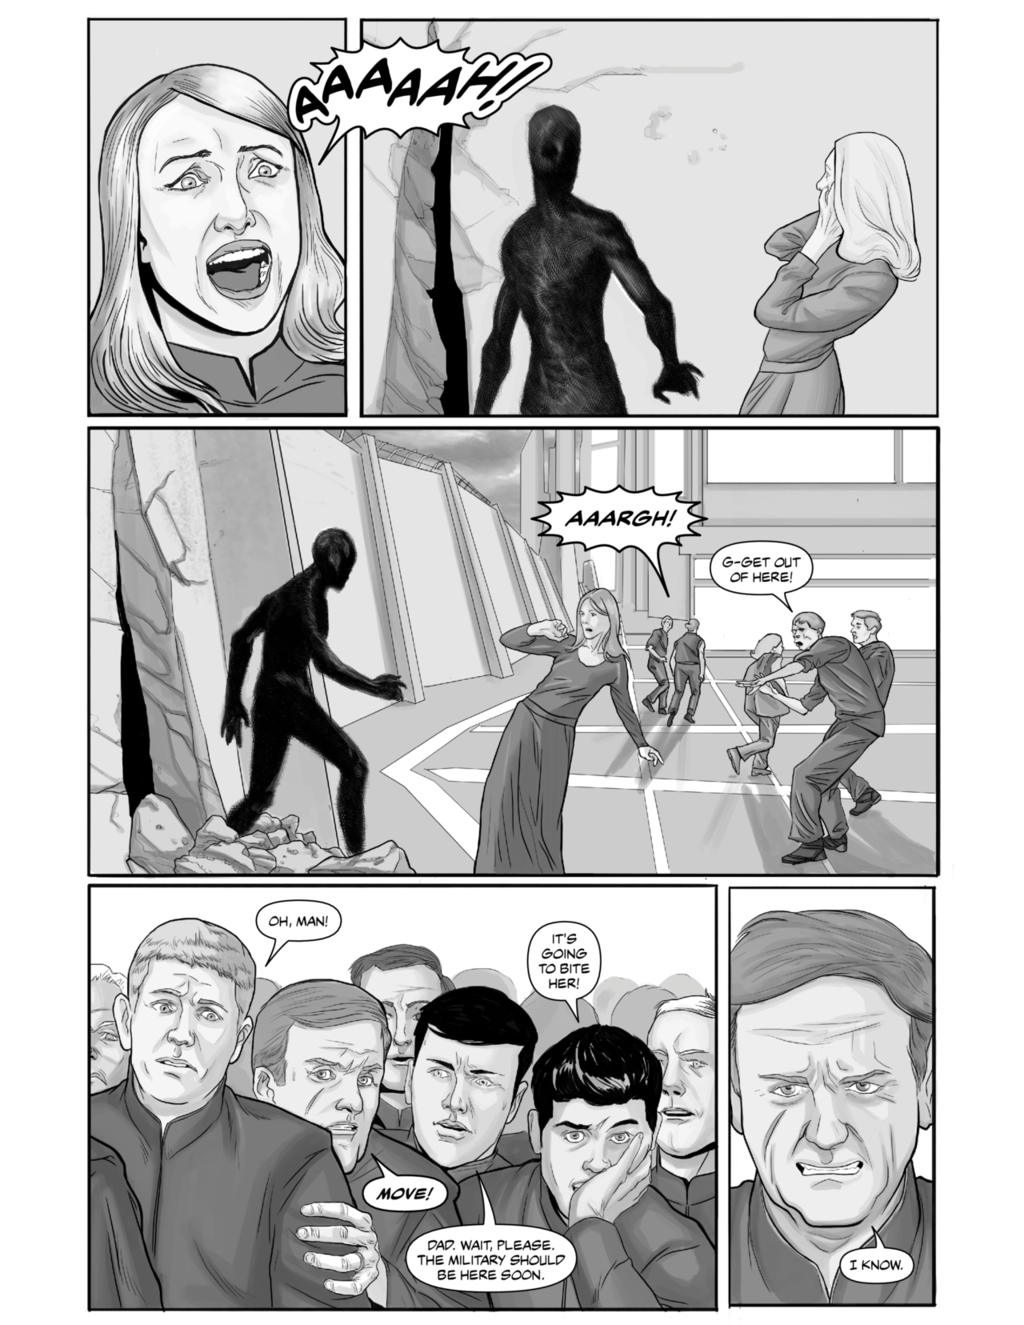 AAAAAH!
AAARGH!
G-GET OUT
OF HERE!
OH, MAN!
IT'S
GOING
TO BITE
HER!
MOVE!
DAD. WAIT, PLEASE.
THE MILITARY SHOULD
BE HERE SOON.
I KNOW.